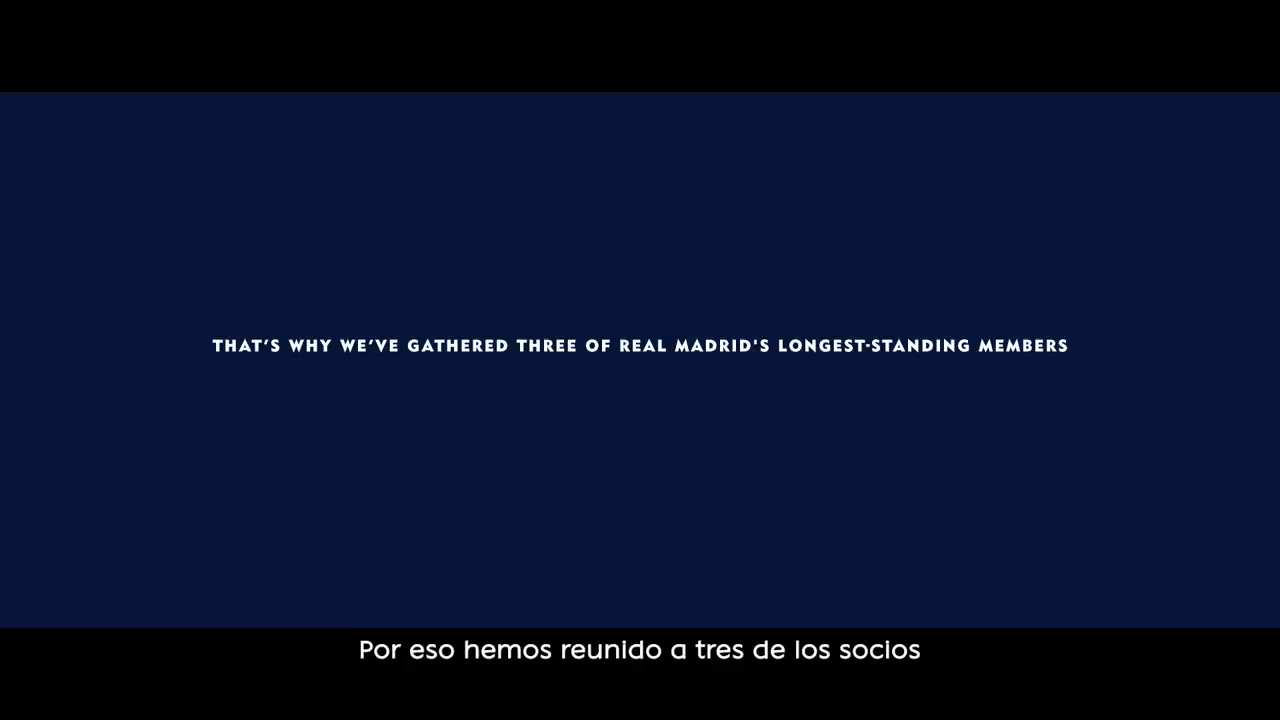 THAT’S WHY WE’VE GATHERED THREE OF REAL MADRID'S LONGEST-STANDING MEMBERS
Por eso hemos reunido a tres de los socios